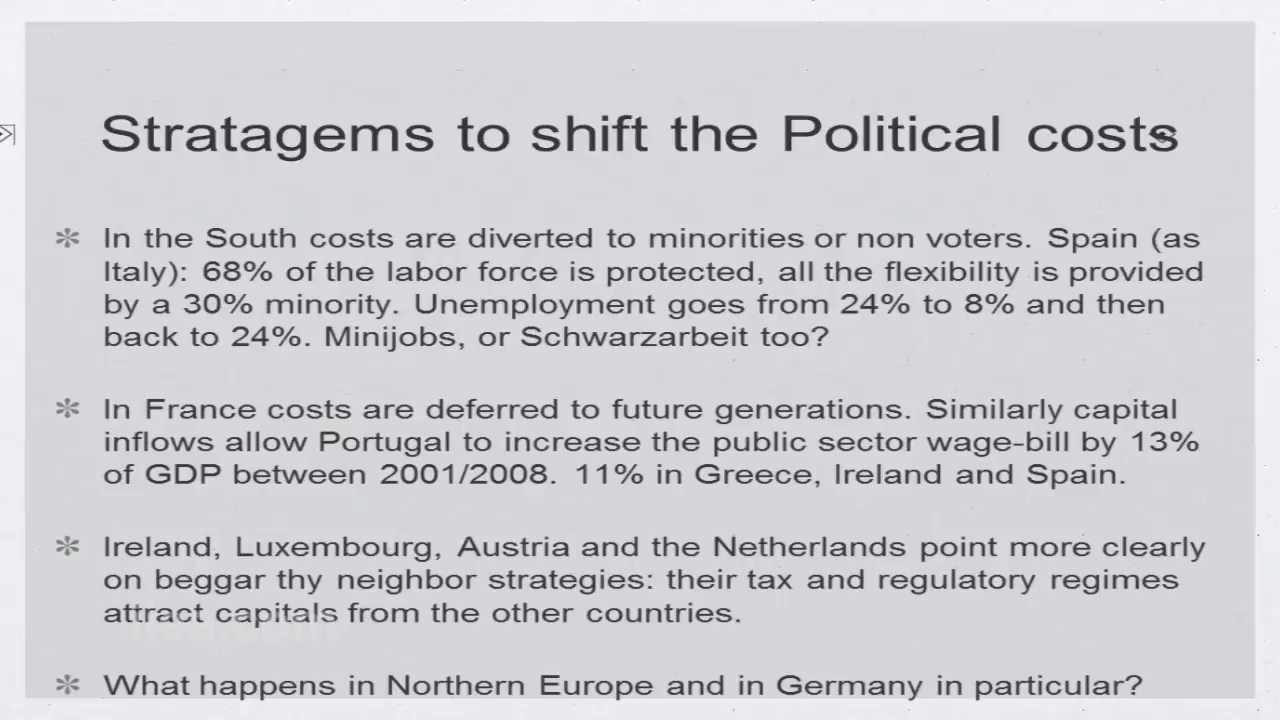 Stratagems to shift the Political costs
✻ In the South costs are diverted to minorities or non voters. Spain (as
Italy): 68% of the labor force is protected, all the flexibility is provided
by a 30% minority. Unemployment goes from 24% to 8% and then
back to 24%. Minijobs, or Schwarzarbeit too?
✻ In France costs are deferred to future generations. Similarly capital
inflows allow Portugal to increase the public sector wage-bill by 13%
of GDP between 2001/2008. 11% in Greece, Ireland and Spain.
✻ Ireland, Luxembourg, Austria and the Netherlands point more clearly
on beggar thy neighbor strategies: their tax and regulatory regimes
attract capitals from the other countries.
✻ What happens in Northern Europe and in Germany in particular?